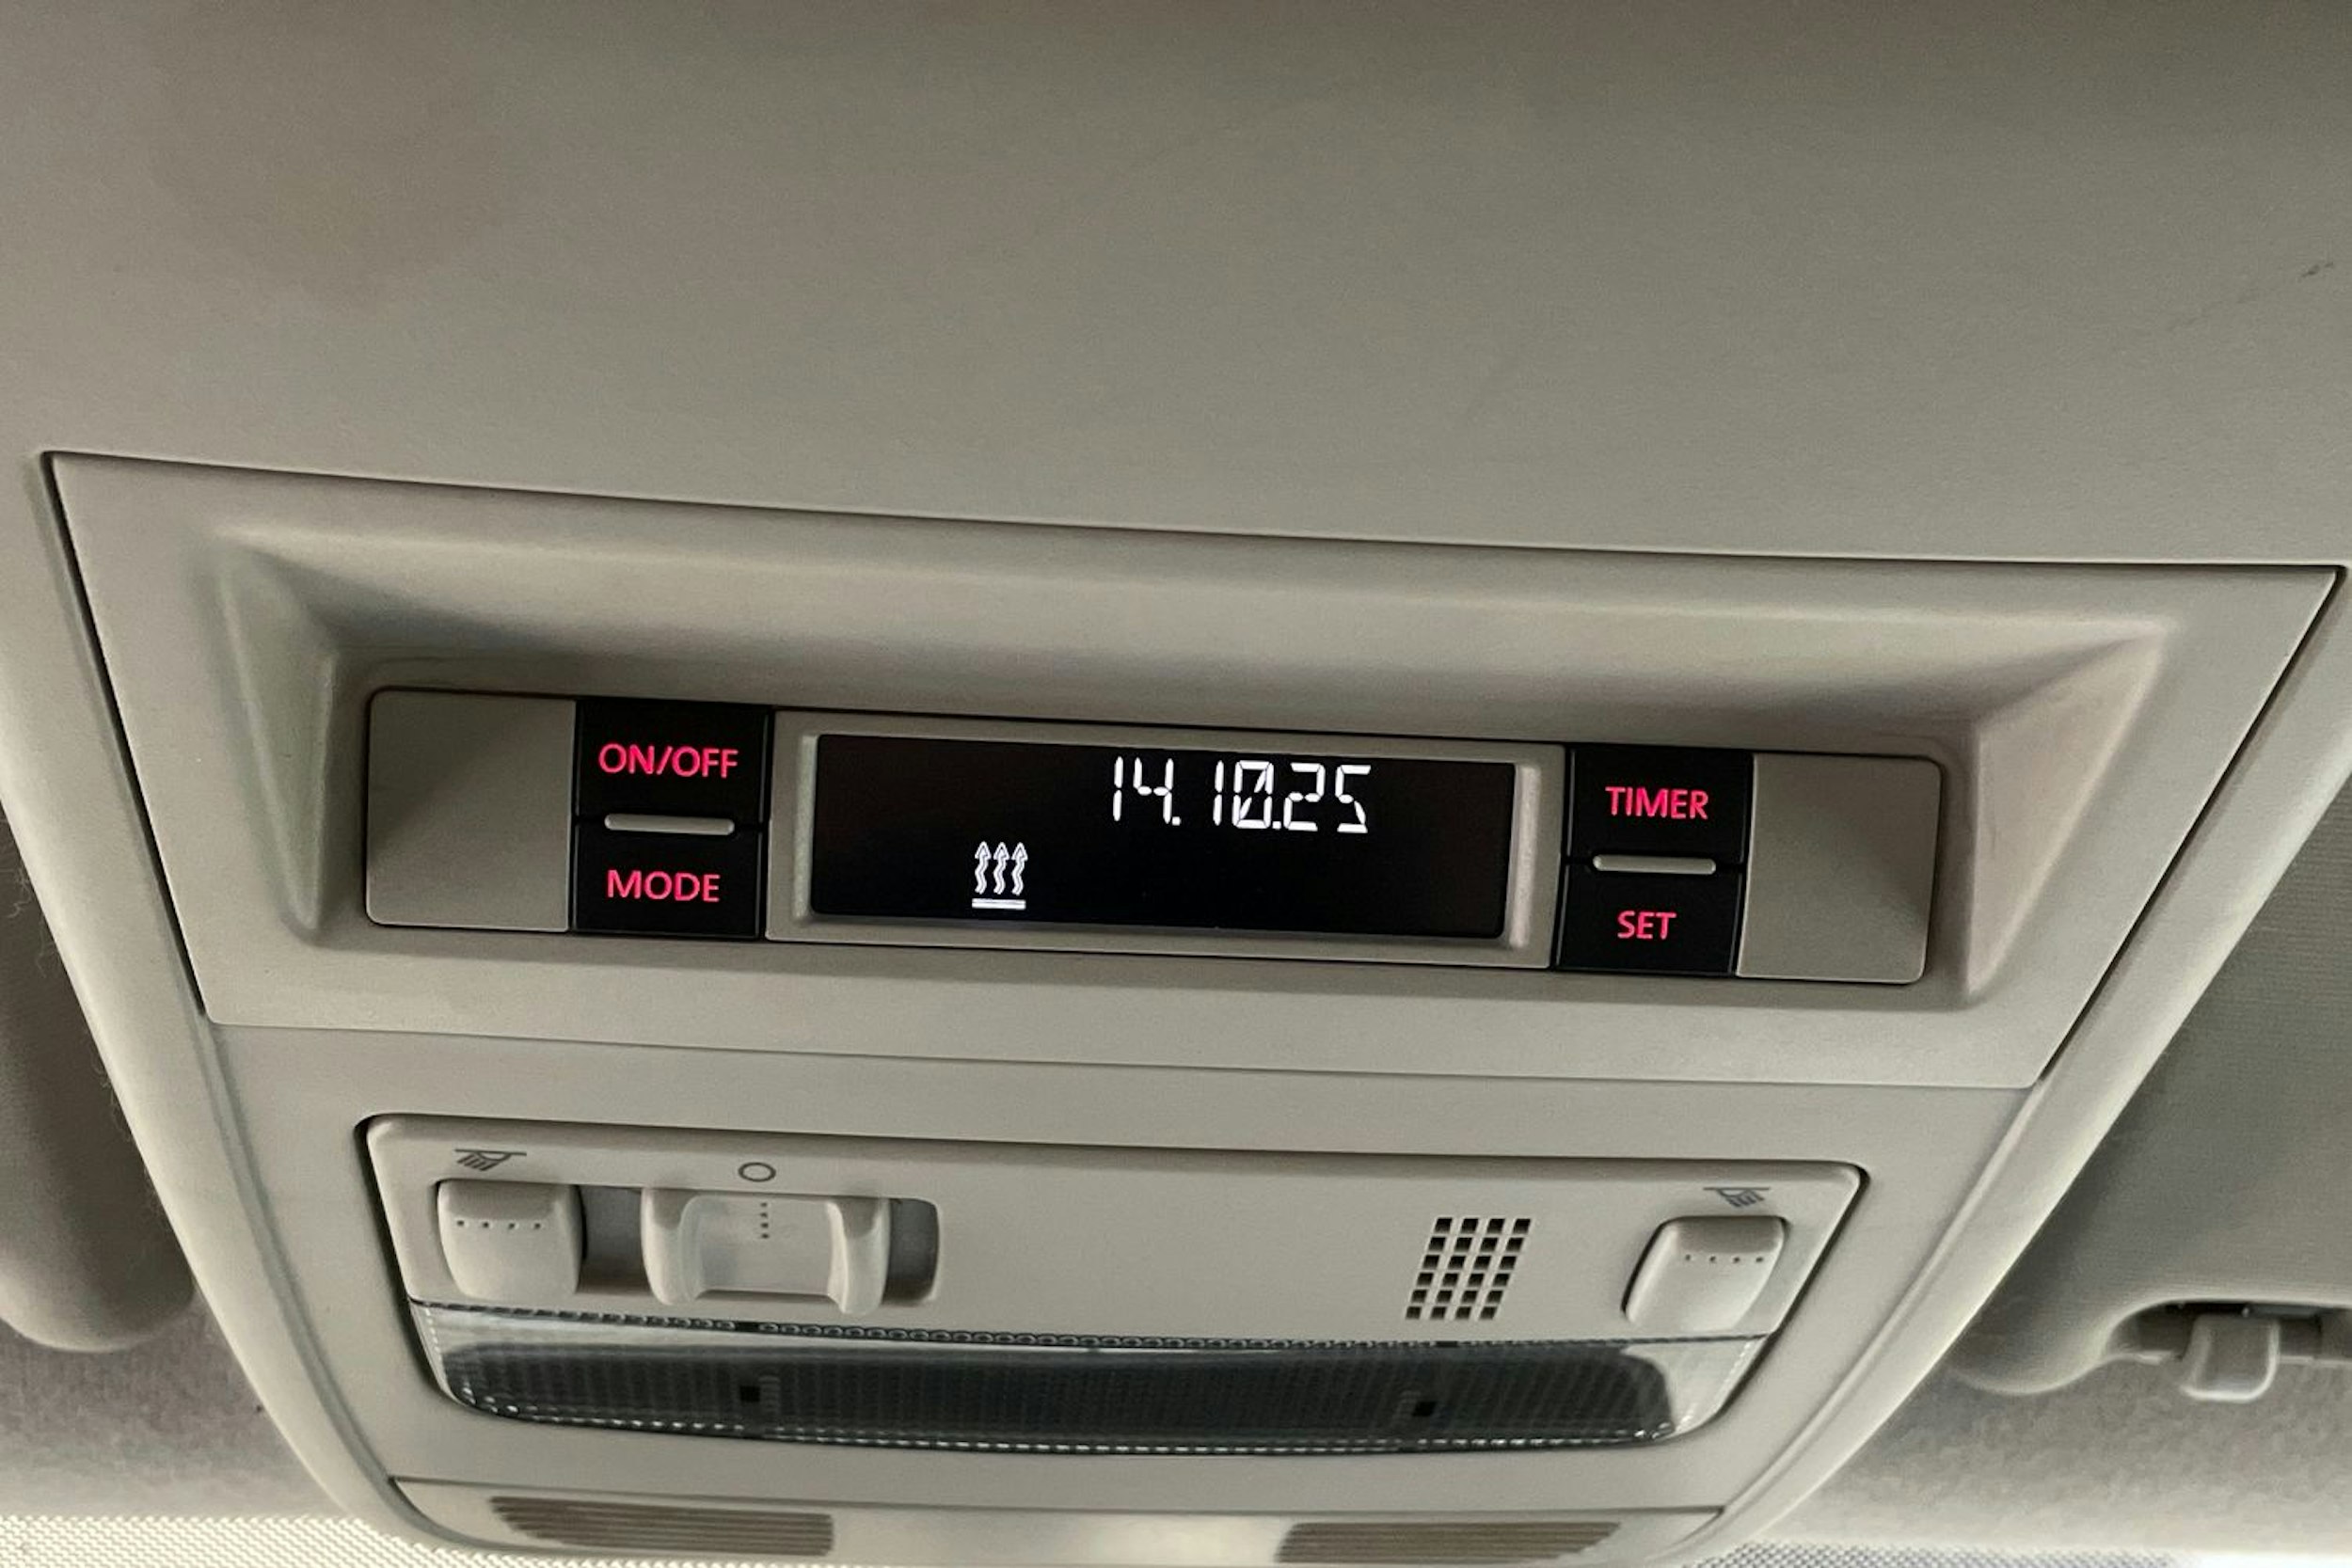 ON/OFF
MODE
14.10.25
TIMER
SET